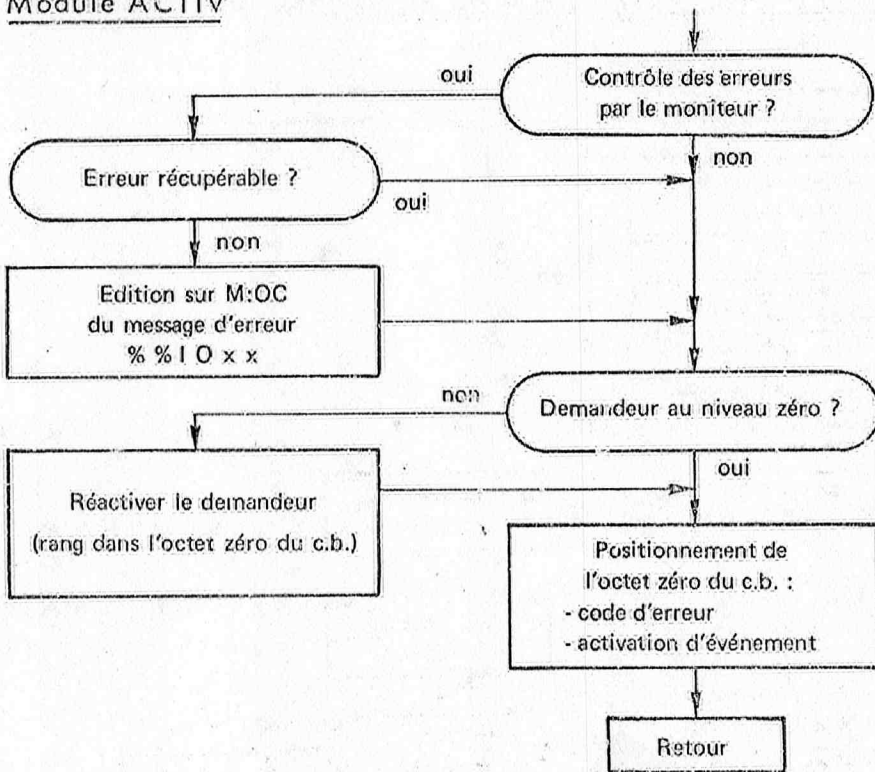 Module ACTIV
Contrôle des erreurs
par le moniteur ?
oui
non
Erreur récupérable ?
oui
non
Edition sur M:OC
du message d'erreur
% % I O x x
Demandeur au niveau zéro ?
non
oui
Réactiver le demandeur
(rang dans l'octet zéro du c.b.)
Positionnement de
l'octet zéro du c.b. :
- code d'erreur
- activation d'événement
Retour